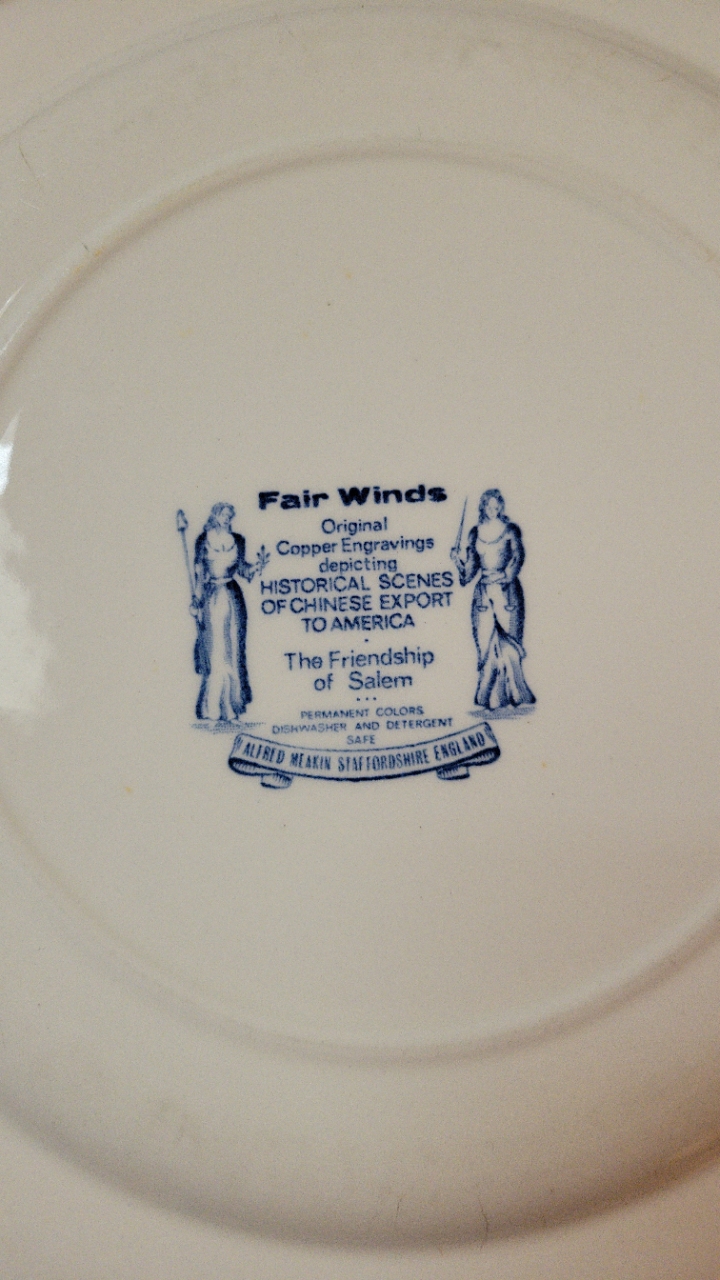 Fair Winds
Original
Copper Engravings
depicting
HISTORICAL SCENES
OF CHINESE EXPORT
TO AMERICA
The Friendship
of Salem
PERMANENT COLORS
DISHWASHER AND DETERGENT
SAFE
ALFRED MEAKIN STAFFORDSHIRE ENGLAND